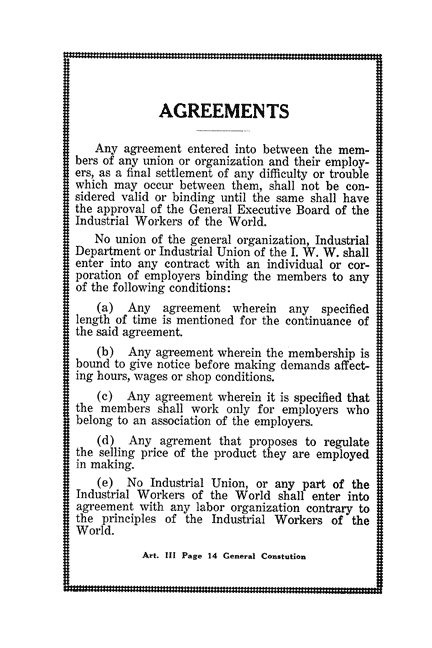 AGREEMENTS
Any agreement entered into between the mem-
bers of any union or organization and their employ-
ers, as a final settlement of any difficulty or trouble
which may occur between them, shall not be con-
sidered valid or binding until the same shall have
the approval of the General Executive Board of the
Industrial Workers of the World.
No union of the general organization, Industrial
Department or Industrial Union of the I. W. W. shall
enter into any contract with an individual or cor-
poration of employers binding the members to any
of the following conditions:
(a) Any agreement wherein any specified
length of time is mentioned for the continuance of
the said agreement.
(b) Any agreement wherein the membership is
bound to give notice before making demands affect-
ing hours, wages or shop conditions.
(c) Any agreement wherein it is specified that
the members shall work only for employers who
belong to an association of the employers.
(d) Any agrement that proposes to regulate
the selling price of the product they are employed
in making.
(e) No Industrial Union, or any part of the
Industrial Workers of the World shall enter into
agreement with any labor organization contrary to
the principles of the Industrial Workers of the
World.
Art. III Page 14 General Constution